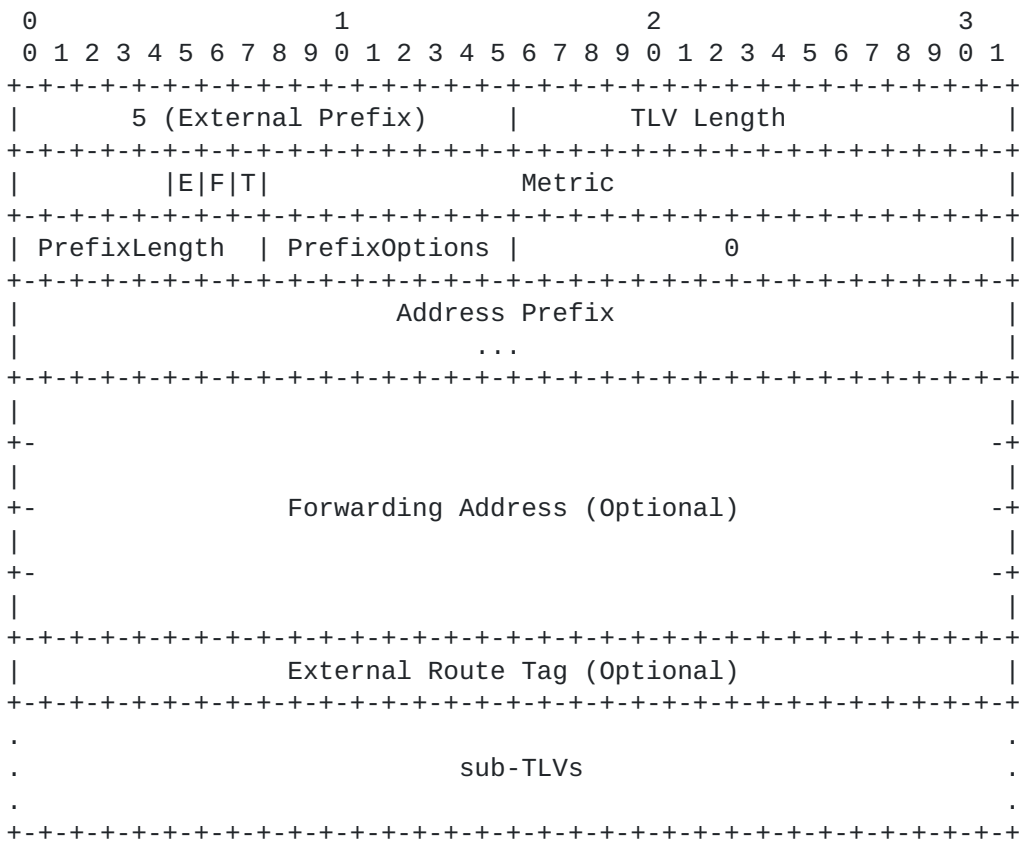 0                   1                   2                   3
 0 1 2 3 4 5 6 7 8 9 0 1 2 3 4 5 6 7 8 9 0 1 2 3 4 5 6 7 8 9 0 1
+-+-+-+-+-+-+-+-+-+-+-+-+-+-+-+-+-+-+-+-+-+-+-+-+-+-+-+-+-+-+-+-+
|       5 (External Prefix)     |       TLV Length              |
+-+-+-+-+-+-+-+-+-+-+-+-+-+-+-+-+-+-+-+-+-+-+-+-+-+-+-+-+-+-+-+-+
|         |E|F|T|                Metric                         |
+-+-+-+-+-+-+-+-+-+-+-+-+-+-+-+-+-+-+-+-+-+-+-+-+-+-+-+-+-+-+-+-+
| PrefixLength  | PrefixOptions |             0                 |
+-+-+-+-+-+-+-+-+-+-+-+-+-+-+-+-+-+-+-+-+-+-+-+-+-+-+-+-+-+-+-+-+
|                        Address Prefix                         |
|                             ...                               |
+-+-+-+-+-+-+-+-+-+-+-+-+-+-+-+-+-+-+-+-+-+-+-+-+-+-+-+-+-+-+-+-+
|                                                               |
+-                                                             -+
|                                                               |
+-                Forwarding Address (Optional)                -+
|                                                               |
+-                                                             -+
|                                                               |
+-+-+-+-+-+-+-+-+-+-+-+-+-+-+-+-+-+-+-+-+-+-+-+-+-+-+-+-+-+-+-+-+
|                 External Route Tag (Optional)                 |
+-+-+-+-+-+-+-+-+-+-+-+-+-+-+-+-+-+-+-+-+-+-+-+-+-+-+-+-+-+-+-+-+
.                                                               .
.                            sub-TLVs                           .
.                                                               .
+-+-+-+-+-+-+-+-+-+-+-+-+-+-+-+-+-+-+-+-+-+-+-+-+-+-+-+-+-+-+-+-+